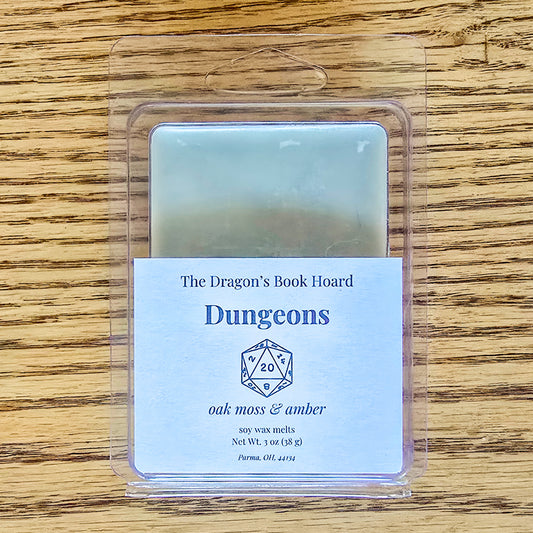 The Dragon's Book Hoard
Dungeons
20
oak moss & amber
soy wax melts
Net Wt. 3 oz (38 g)
Parma, OH, 44134